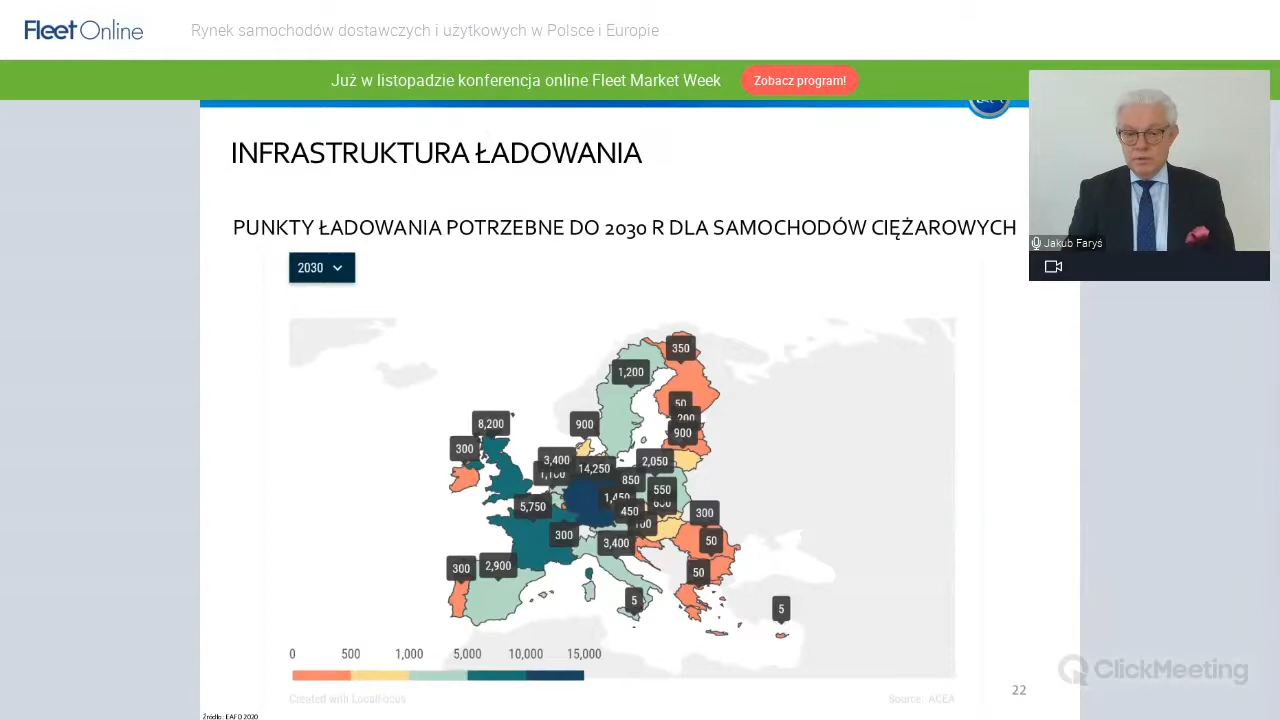 Fleet Online
Rynek samochodów dostawczych i użytkowych w Polsce i Europie
Już w listopadzie konferencja online Fleet Market Week
Zobacz program!
Jakub Faryś
INFRASTRUKTURA ŁADOWANIA
PUNKTY ŁADOWANIA POTRZEBNE DO 2030 R DLA SAMOCHODÓW CIĘŻAROWYCH
2030
350
1,200
50
200
900
8,200
900
300
3,400
1,100
14,250
2,050
850
550
1,450
600
5,750
450
300
100
300
3,400
50
300
2,900
50
5
5
0 500 1,000 5,000 10,000 15,000
Created with LocalFocus
Source: ACEA
22
ClickMeeting
Źródło: EAFO 2020